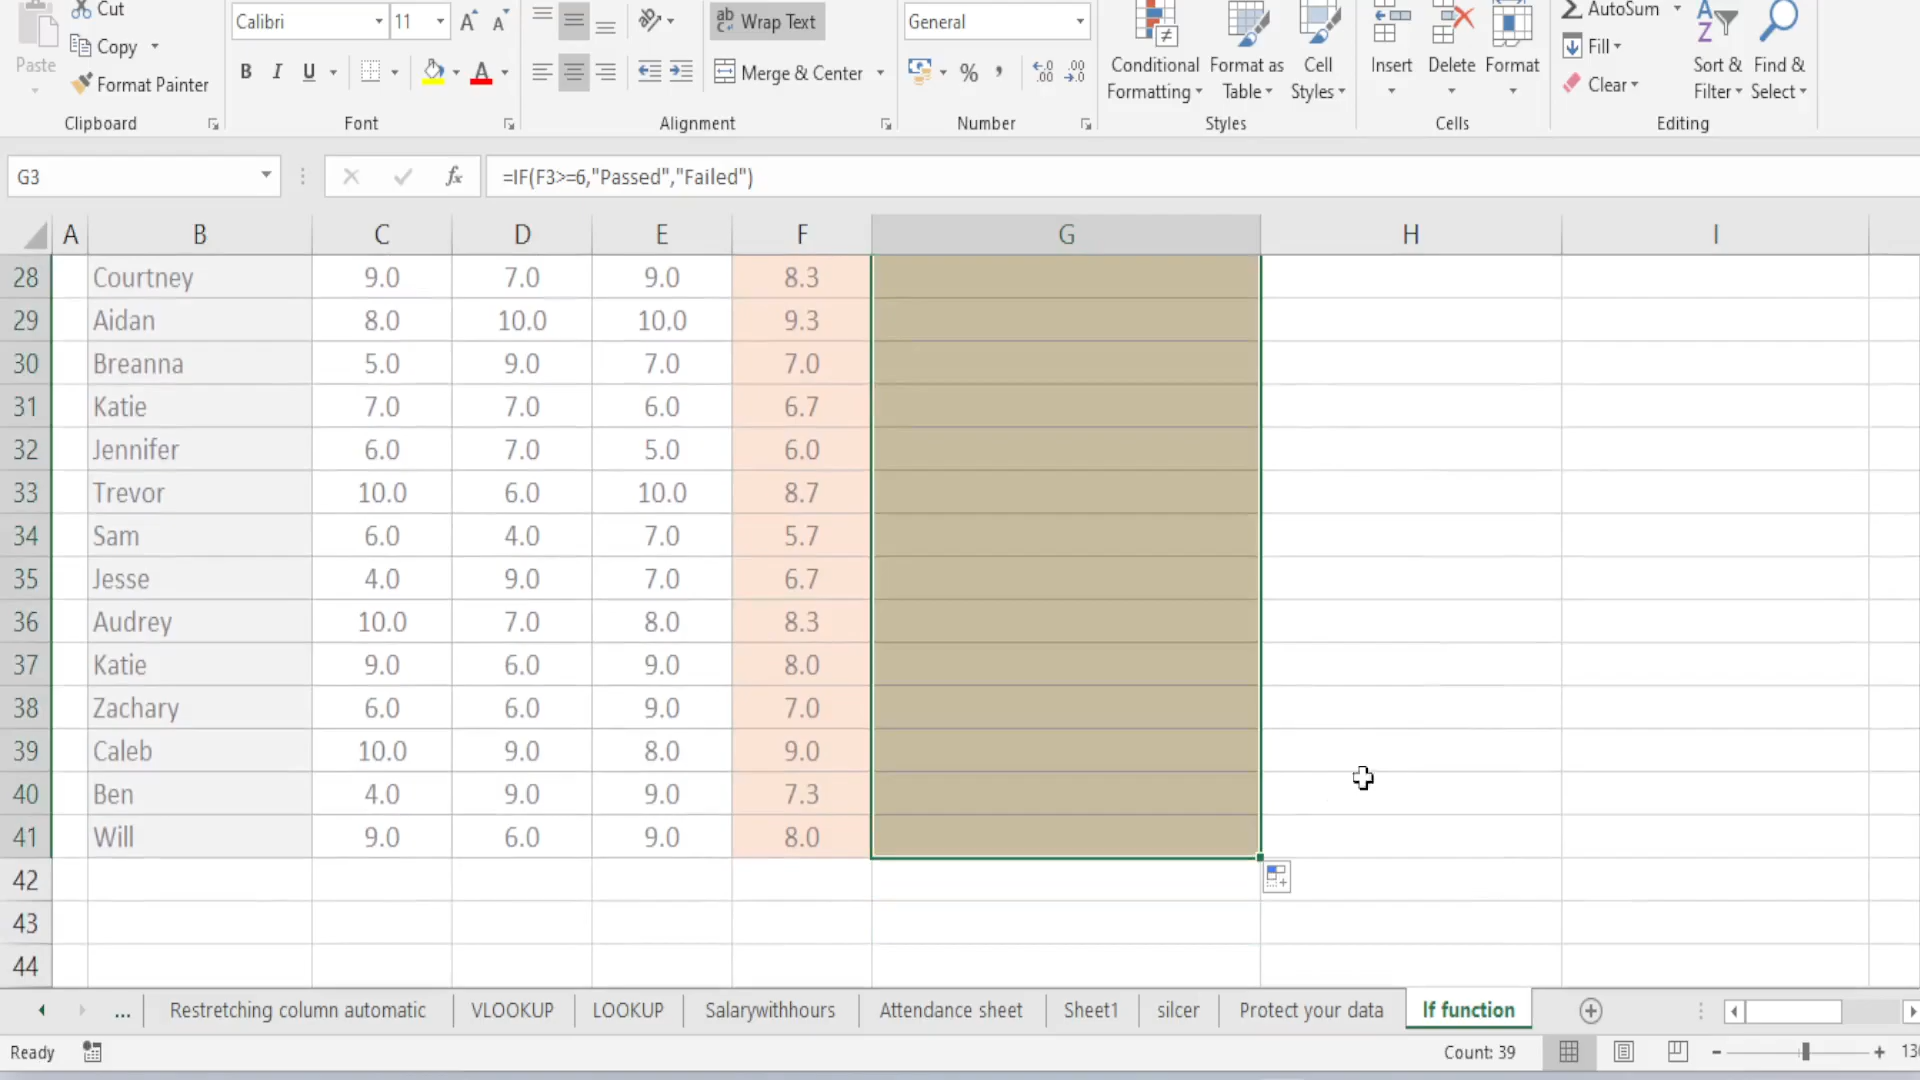 Cut
Calibri 11 Wrap Text General AutoSum
Copy Fill
Paste Format Painter
B I U Merge & Center % , Conditional Formatting Format as Table Cell Styles Insert Delete Format Clear Sort & Filter Find & Select
Clipboard Font Alignment Number Styles Cells Editing
G3 fx =IF(F3>=6,"Passed","Failed")
A B C D E F G H I
28 Courtney 9.0 7.0 9.0 8.3
29 Aidan 8.0 10.0 10.0 9.3
30 Breanna 5.0 9.0 7.0 7.0
31 Katie 7.0 7.0 6.0 6.7
32 Jennifer 6.0 7.0 5.0 6.0
33 Trevor 10.0 6.0 10.0 8.7
34 Sam 6.0 4.0 7.0 5.7
35 Jesse 4.0 9.0 7.0 6.7
36 Audrey 10.0 7.0 8.0 8.3
37 Katie 9.0 6.0 9.0 8.0
38 Zachary 6.0 6.0 9.0 7.0
39 Caleb 10.0 9.0 8.0 9.0
40 Ben 4.0 9.0 9.0 7.3
41 Will 9.0 6.0 9.0 8.0
42
43
44
... Restretching column automatic VLOOKUP LOOKUP Salarywithhours Attendance sheet Sheet1 silcer Protect your data If function
Ready Count: 39